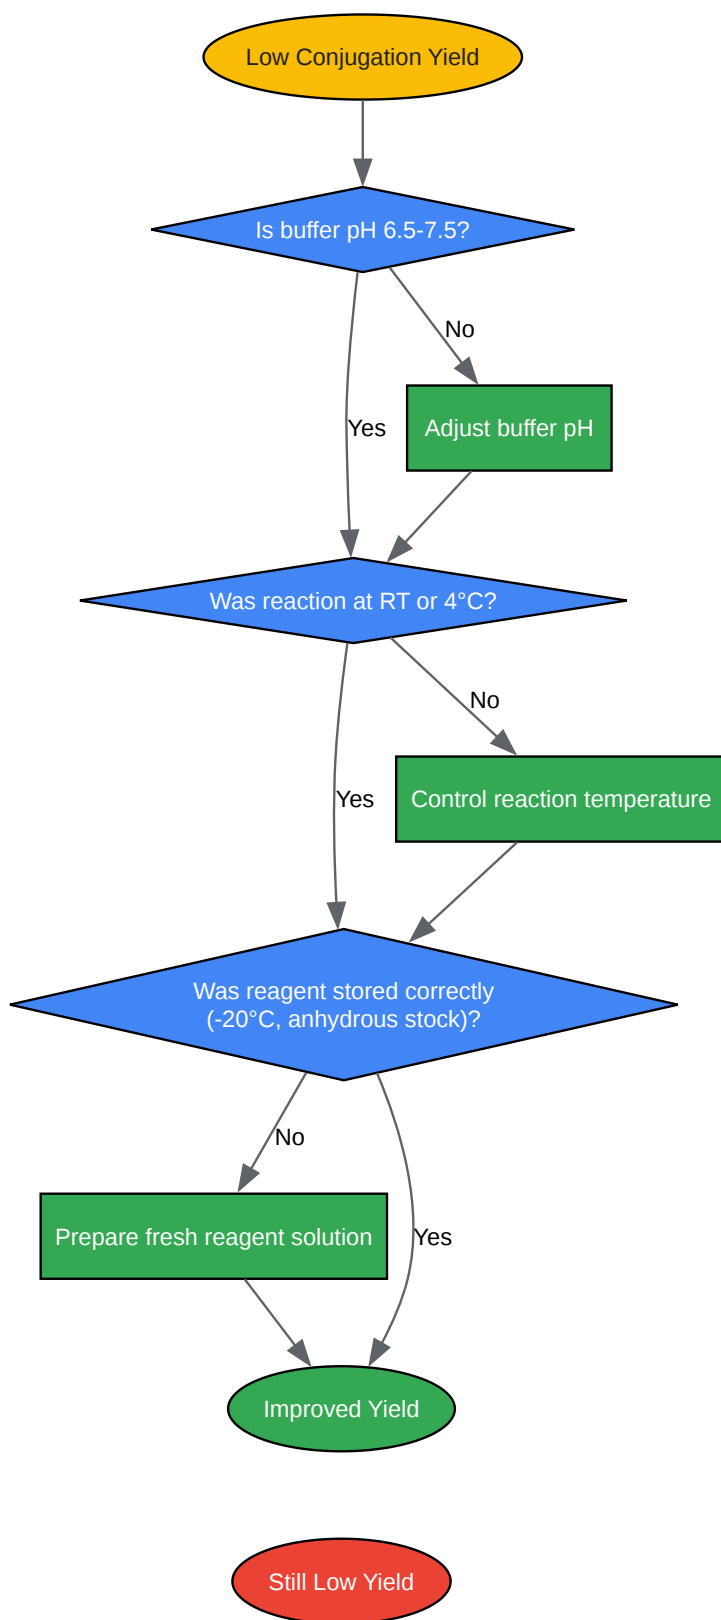 Low Conjugation Yield
Is buffer pH 6.5-7.5?
No
Yes
Adjust buffer pH
Was reaction at RT or 4°C?
No
Yes
Control reaction temperature
Was reagent stored correctly
(-20°C, anhydrous stock)?
No
Prepare fresh reagent solution
Yes
Improved Yield
Still Low Yield